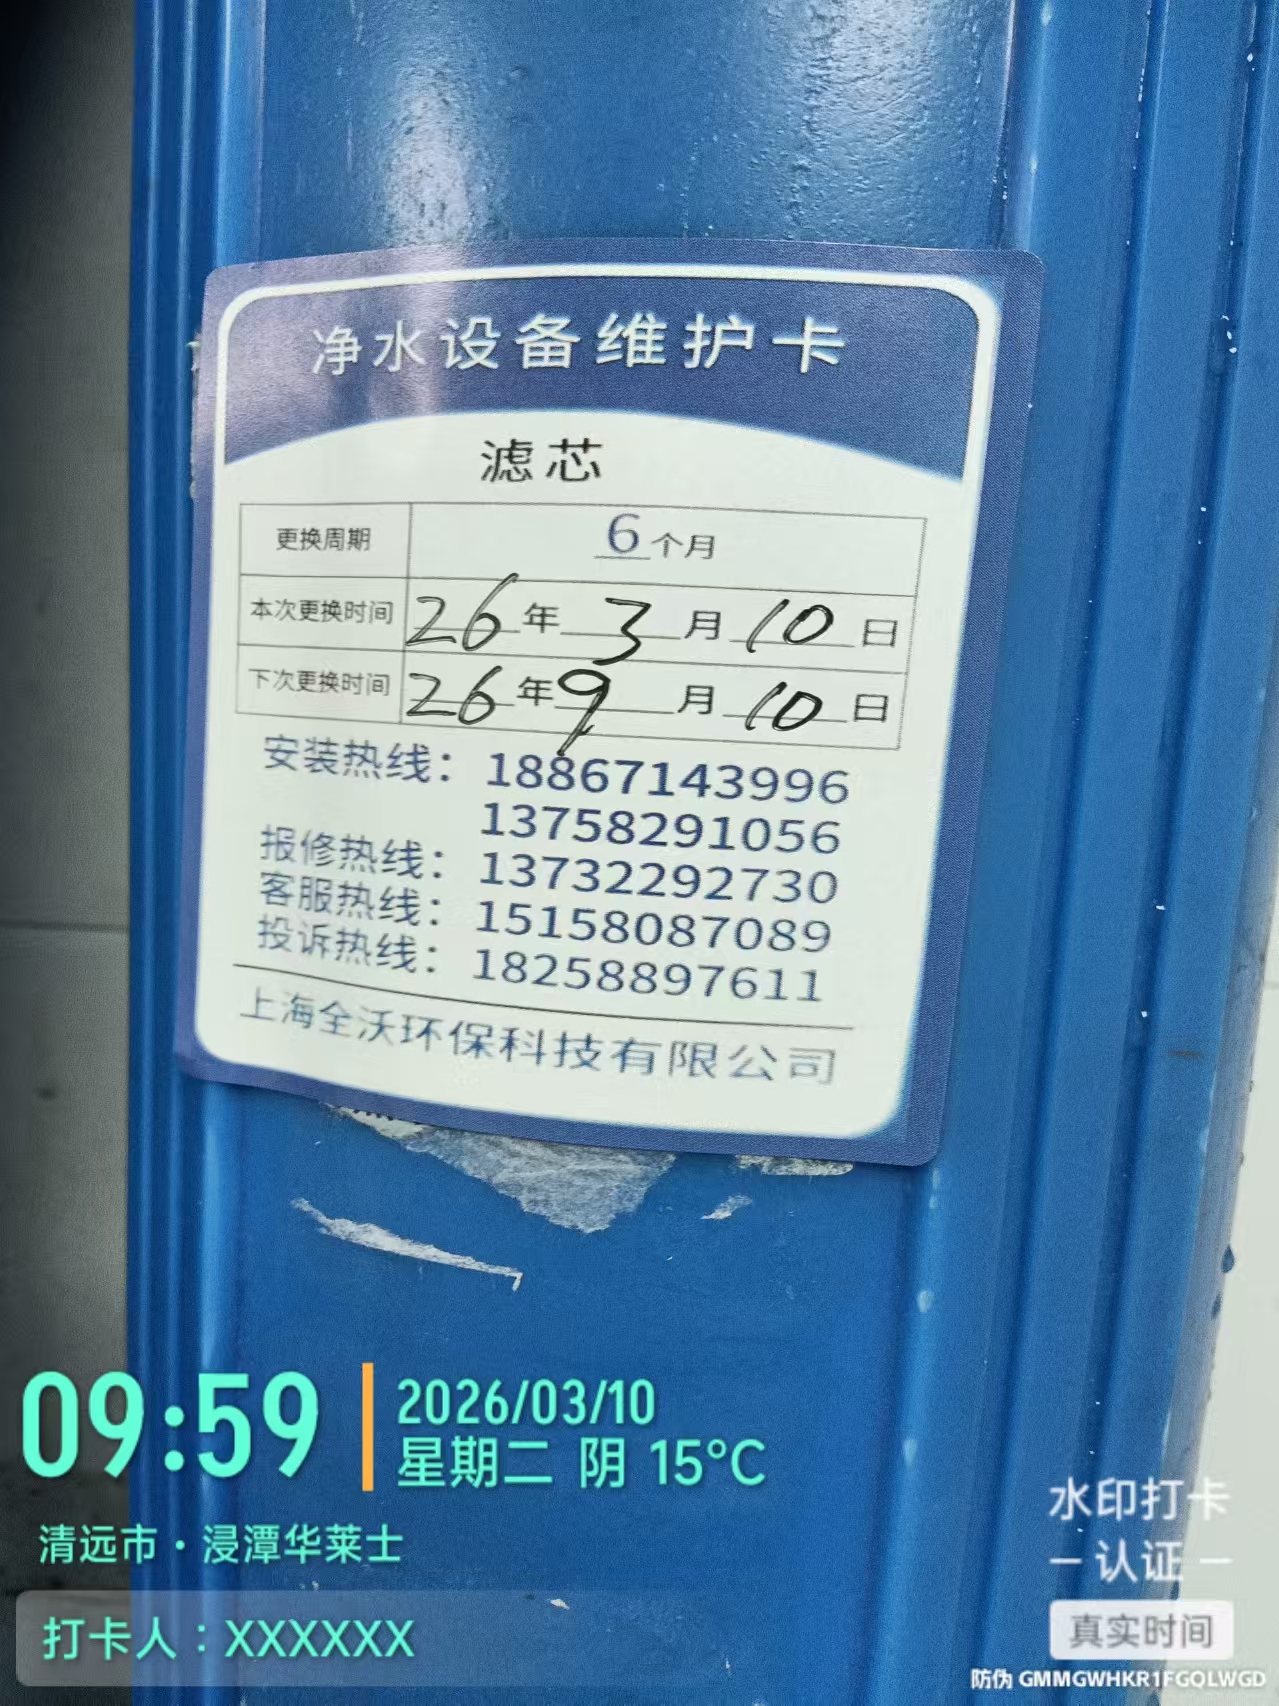 净水设备维护卡
滤芯
更换周期 6个月
本次更换时间 26年3月10日
下次更换时间 26年9月10日
安装热线：18867143996
13758291056
报修热线：13732292730
客服热线：15158087089
投诉热线：18258897611
上海全沃环保科技有限公司
09:59
2026/03/10
星期二 阴 15°C
清远市·浸潭华莱士
打卡人：XXXXXX
水印打卡
认证
真实时间
防伪 GMMGWHKR1FGQLWGD